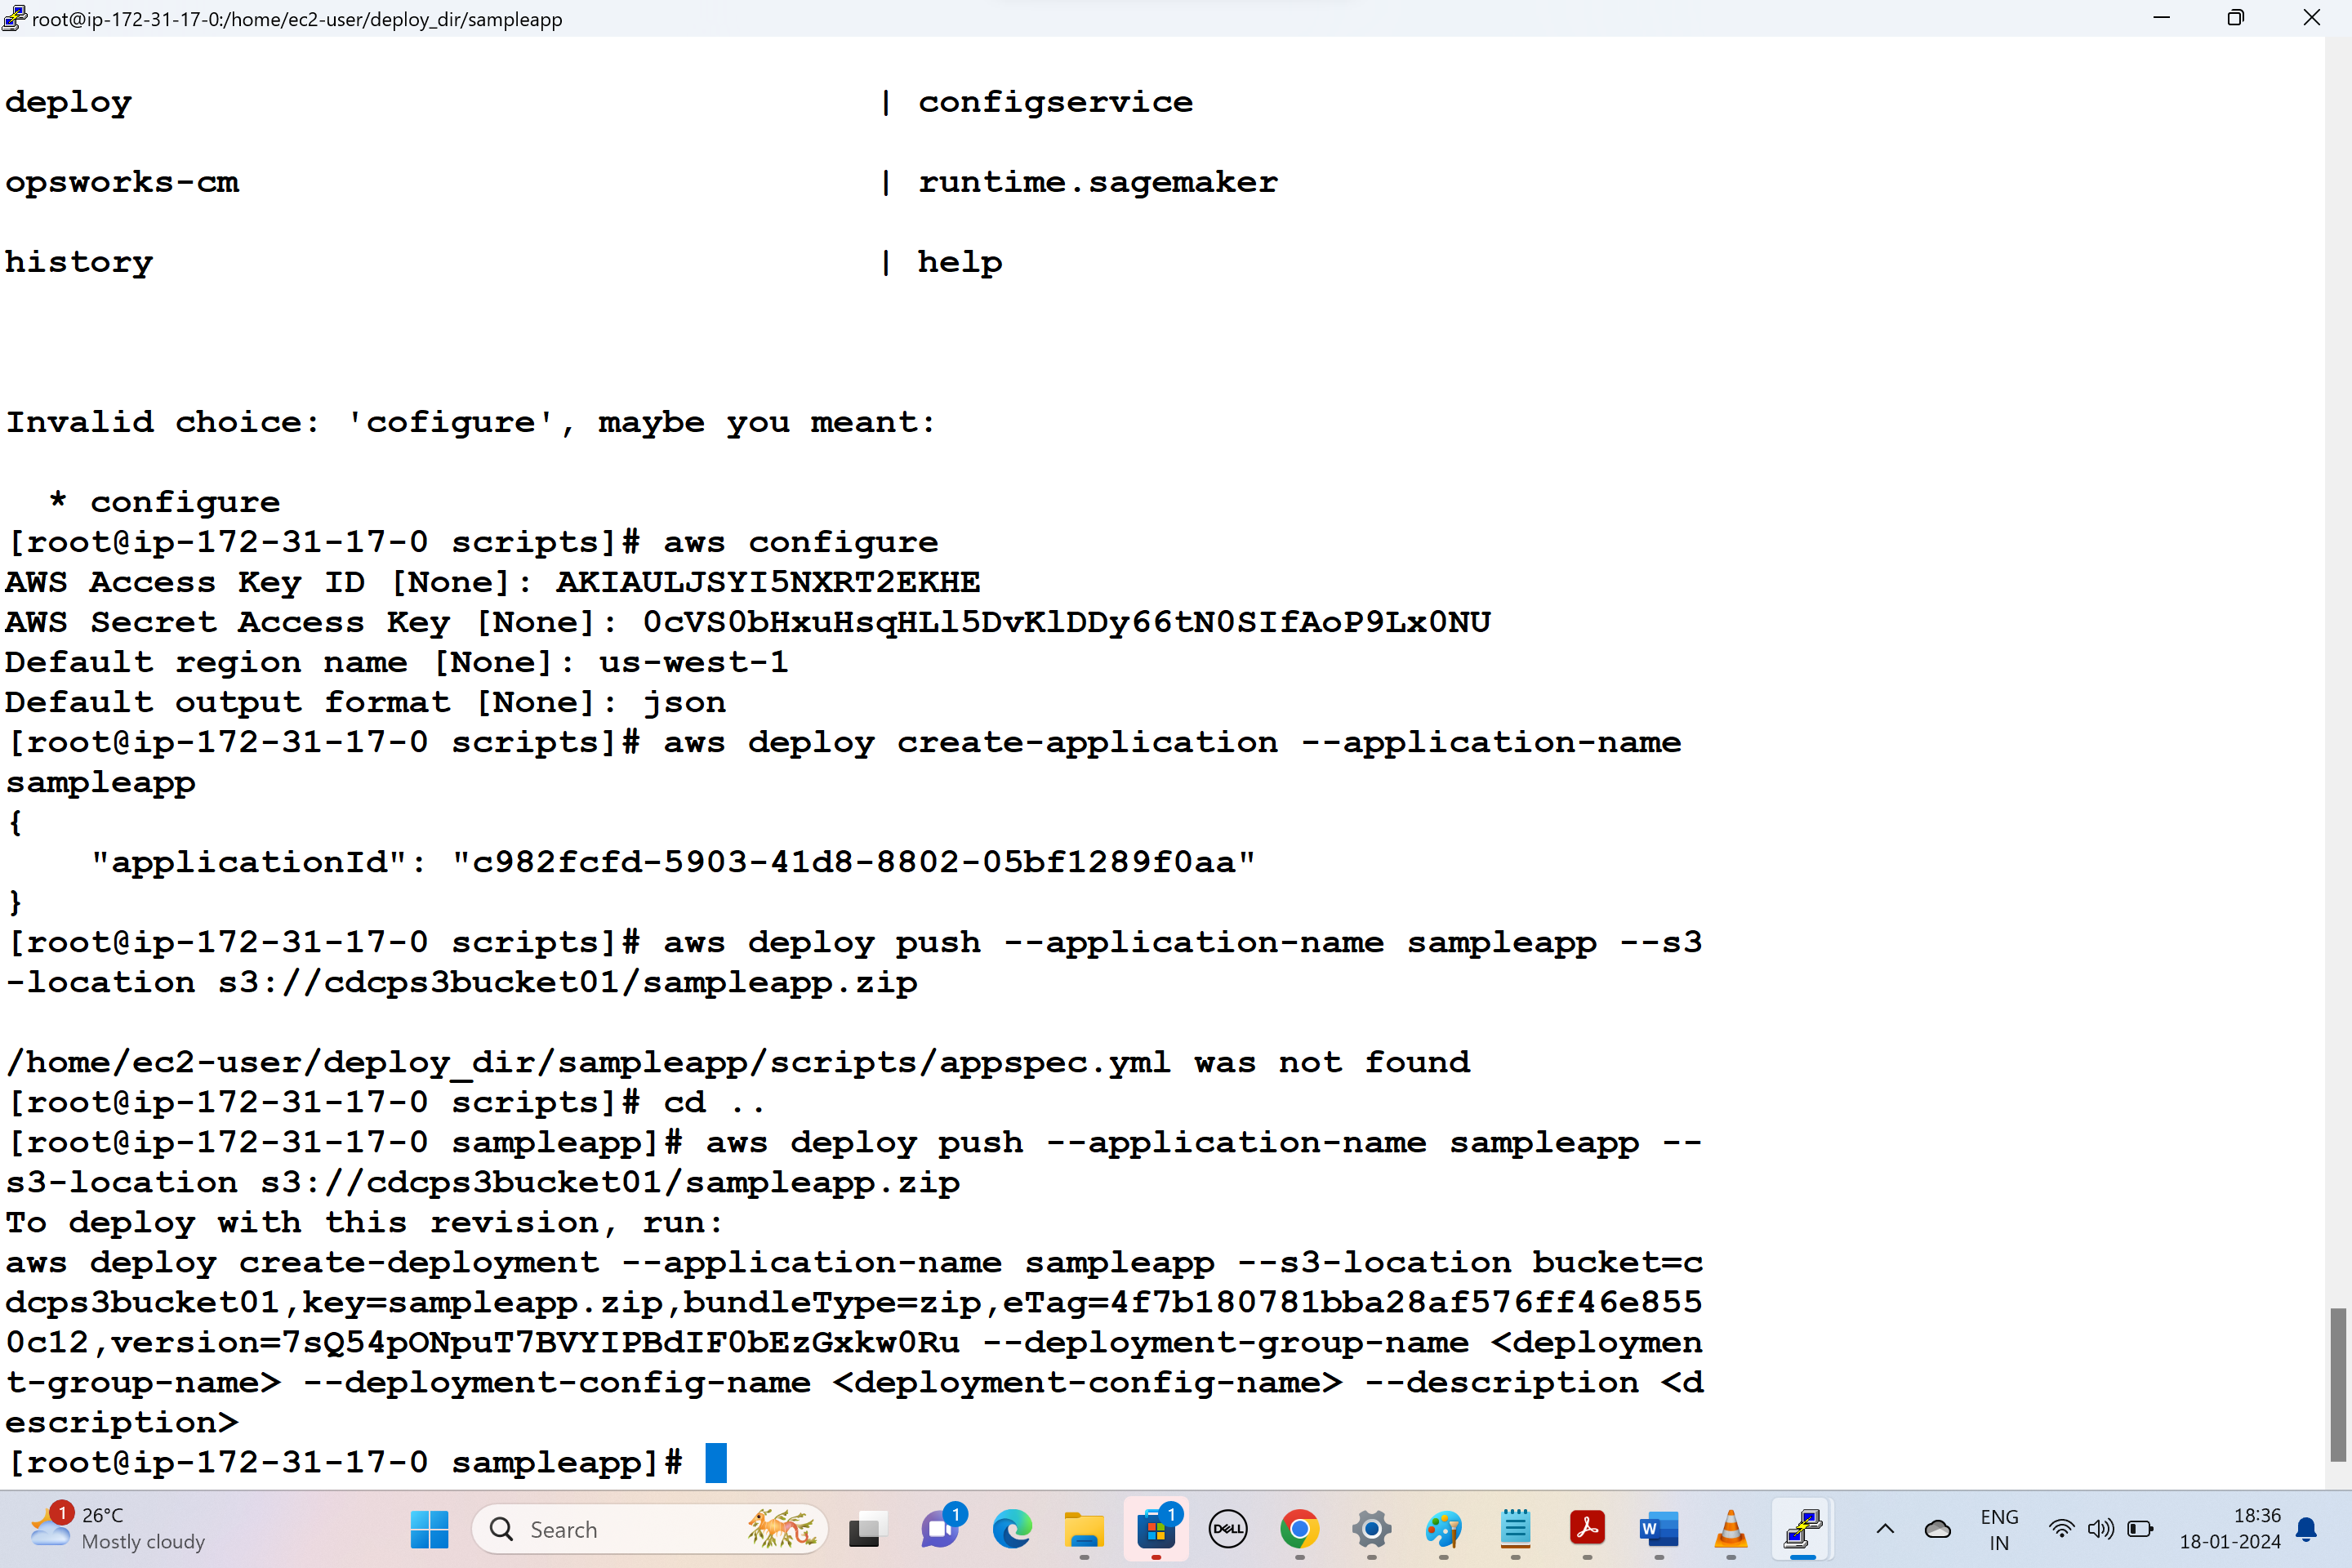 root@ip-172-31-17-0:/home/ec2-user/deploy_dir/sampleapp
deploy | configservice
opsworks-cm | runtime.sagemaker
history | help
Invalid choice: 'cofigure', maybe you meant:
* configure
[root@ip-172-31-17-0 scripts]# aws configure
AWS Access Key ID [None]: AKIAULJSYI5NXRT2EKHE
AWS Secret Access Key [None]: 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
Default region name [None]: us-west-1
Default output format [None]: json
[root@ip-172-31-17-0 scripts]# aws deploy create-application --application-name
sampleapp
{
"applicationId": "c982fcfd-5903-41d8-8802-05bf1289f0aa"
}
[root@ip-172-31-17-0 scripts]# aws deploy push --application-name sampleapp --s3
-location s3://cdcps3bucket01/sampleapp.zip
/home/ec2-user/deploy_dir/sampleapp/scripts/appspec.yml was not found
[root@ip-172-31-17-0 scripts]# cd ..
[root@ip-172-31-17-0 sampleapp]# aws deploy push --application-name sampleapp --
s3-location s3://cdcps3bucket01/sampleapp.zip
To deploy with this revision, run:
aws deploy create-deployment --application-name sampleapp --s3-location bucket=c
dcps3bucket01,key=sampleapp.zip,bundleType=zip,eTag=4f7b180781bba28af576ff46e855
0c12,version=7sQ54pONpuT7BVYIPBdIF0bEzGxkw0Ru --deployment-group-name <deploymen
t-group-name> --deployment-config-name <deployment-config-name> --description <d
escription>
[root@ip-172-31-17-0 sampleapp]#
1
26°C
Mostly cloudy
Search
1
1
DELL
W
ENG
IN
18:36
18-01-2024